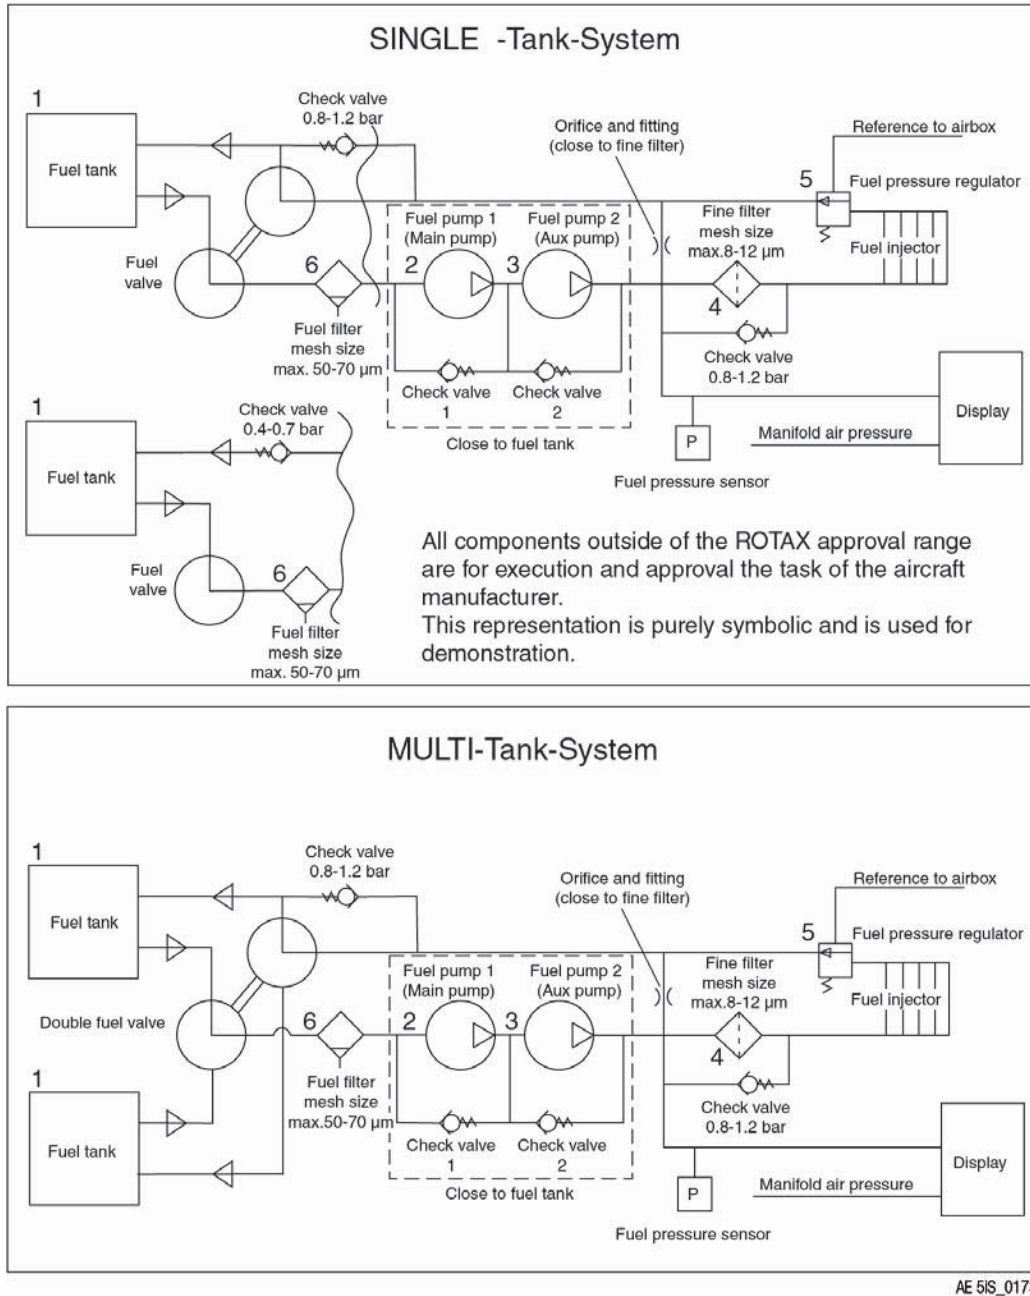 SINGLE -Tank-System
1
Check valve
0.8-1.2 bar
Orifice and fitting
(close to fine filter)
Reference to airbox
Fuel tank
5
Fuel pressure regulator
Fuel pump 1
(Main pump)
Fuel pump 2
(Aux pump)
Fine filter
mesh size
max.8-12 µm
Fuel injector
Fuel
valve
6
2
3
4
Fuel filter
mesh size
max. 50-70 µm
Check valve
1
Check valve
2
Check valve
0.8-1.2 bar
Close to fuel tank
1
Check valve
0.4-0.7 bar
Fuel tank
P
Fuel pressure sensor
Manifold air pressure
Display
Fuel
valve
6
Fuel filter
mesh size
max. 50-70 µm
All components outside of the ROTAX approval range
are for execution and approval the task of the aircraft
manufacturer.
This representation is purely symbolic and is used for
demonstration.
MULTI-Tank-System
1
Check valve
0.8-1.2 bar
Orifice and fitting
(close to fine filter)
Reference to airbox
Fuel tank
5
Fuel pressure regulator
Fuel pump 1
(Main pump)
Fuel pump 2
(Aux pump)
Fine filter
mesh size
max.8-12 µm
Fuel injector
Double fuel valve
6
2
3
4
Fuel filter
mesh size
max.50-70 µm
1
Fuel tank
Check valve
1
Check valve
2
Check valve
0.8-1.2 bar
Close to fuel tank
P
Fuel pressure sensor
Manifold air pressure
Display
AE 5IS_017